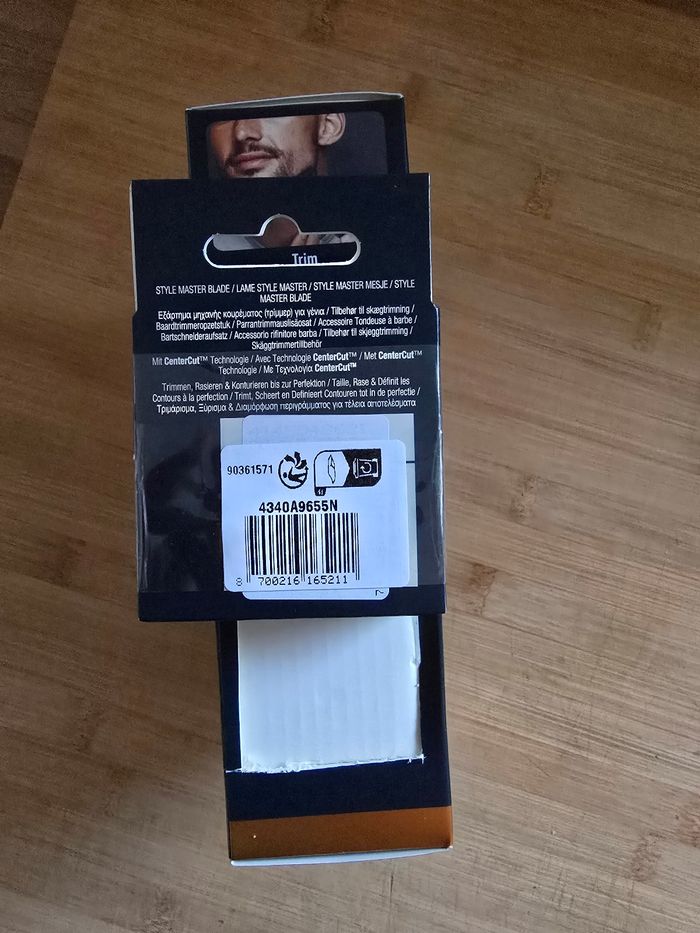 Trim
STYLE MASTER BLADE / LAME STYLE MASTER / STYLE MASTER MESJE / STYLE
MASTER BLADE
Εξάρτημα μηχανής κουρέματος (τρίμμερ) για γένια / Tilbehør til skægtrimning /
Baardtrimmeropzetstuk / Parrantrimmauslisäosat / Accessoire Tondeuse à barbe /
Bartschneideraufsatz / Accessorio rifinitore barba / Tilbehør til skjeggtrimming /
Skäggtrimmertillbehör
Mit CenterCut™ Technologie / Avec Technologie CenterCut™ / Met CenterCut™
Technologie / Με Τεχνολογία CenterCut™
Trimmen, Rasieren & Konturieren bis zur Perfektion / Taille, Rase & Définit les
Contours à la perfection / Trimt, Scheert en Definieert Contouren tot in de perfectie /
Τριμάρισμα, Ξύρισμα & Διαμόρφωση περιγράμματος για τέλεια αποτελέσματα
90361571
4340A9655N
8 700216 165211